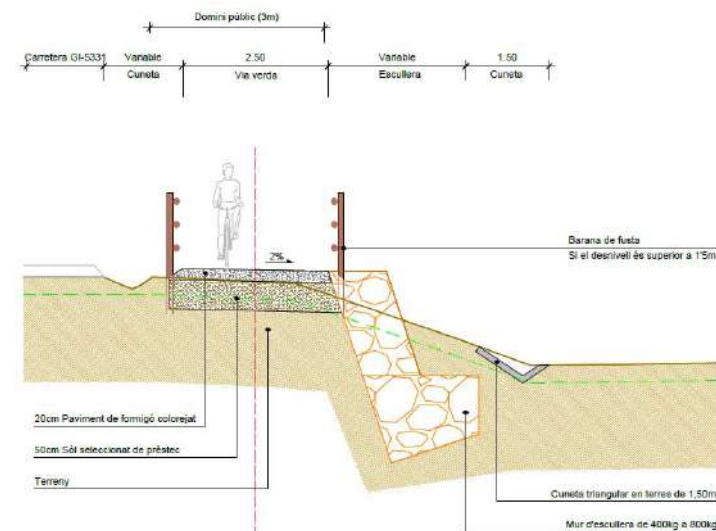 Domini públic (3m)
Carretera GI-5331 Variable 2.50 Variable 1.50
Cuneta Via verda Escullera Cuneta
2%
Barana de fusta
Si el desnivell és superior a 1'5m
20cm Paviment de formigó colorejat
50cm Sòl seleccionat de prèstec
Terreny
Cuneta triangular en terres de 1,50m
Mur d'escullera de 400kg a 800kg